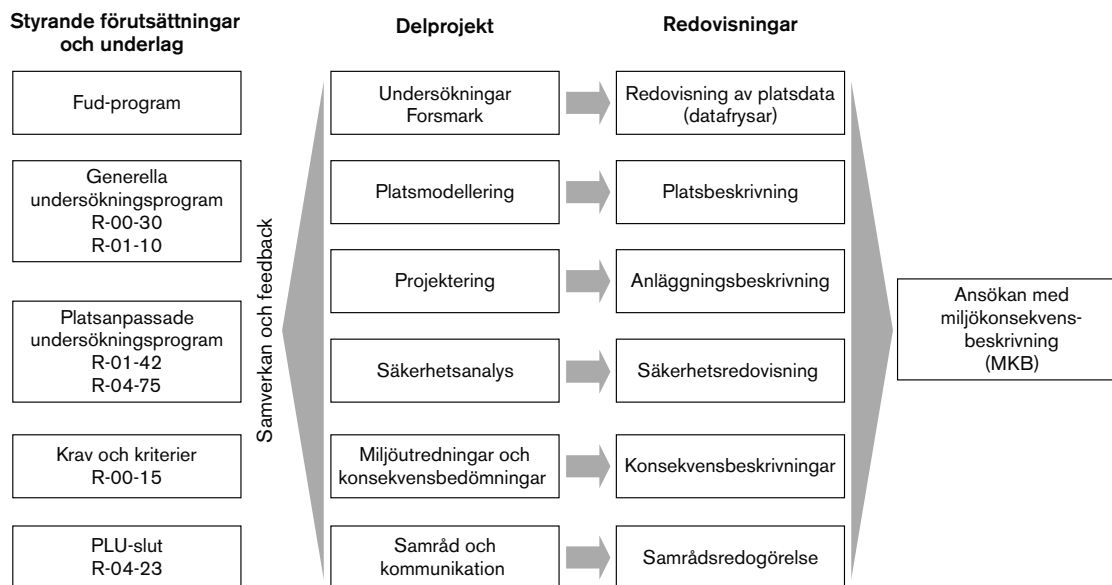 Styrande förutsättningar
och underlag
Fud-program
Generella
undersökningsprogram
R-00-30
R-01-10
Platsanpassade
undersökningsprogram
R-01-42
R-04-75
Krav och kriterier
R-00-15
PLU-slut
R-04-23
Samverkan och feedback
Delprojekt
Undersökningar
Forsmark
Platsmodellering
Projektering
Säkerhetsanalys
Miljöutredningar och
konsekvensbedömningar
Samråd och
kommunikation
Redovisningar
Redovisning av platsdata
(datafrysar)
Platsbeskrivning
Anläggningsbeskrivning
Säkerhetsredovisning
Konsekvensbeskrivningar
Samrådsredogörelse
Ansökan med
miljökonsekvens-
beskrivning
(MKB)